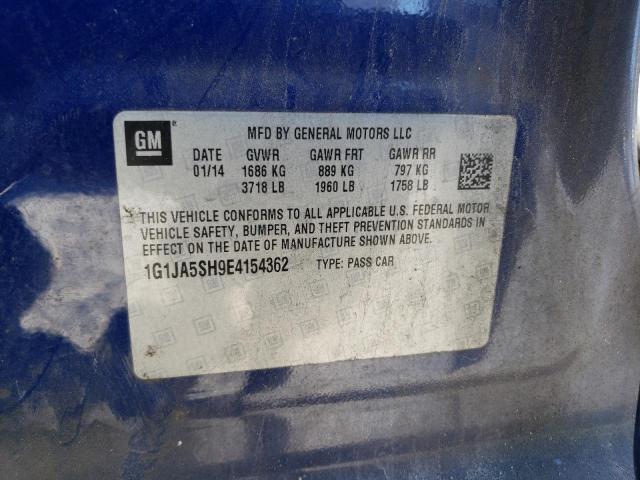 GM
MFD BY GENERAL MOTORS LLC
DATE GVWR GAWR FRT GAWR RR
01/14 1686 KG 889 KG 797 KG
3718 LB 1960 LB 1758 LB
THIS VEHICLE CONFORMS TO ALL APPLICABLE U.S. FEDERAL MOTOR
VEHICLE SAFETY, BUMPER, AND THEFT PREVENTION STANDARDS IN
EFFECT ON THE DATE OF MANUFACTURE SHOWN ABOVE.
1G1JA5SH9E4154362 TYPE: PASS CAR